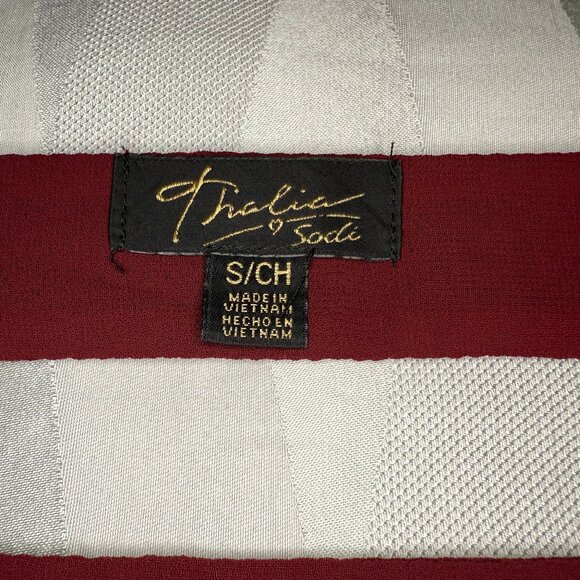 Thalia
Sodi
S/CH
MADE IN
VIETNAM
HECHO EN
VIETNAM